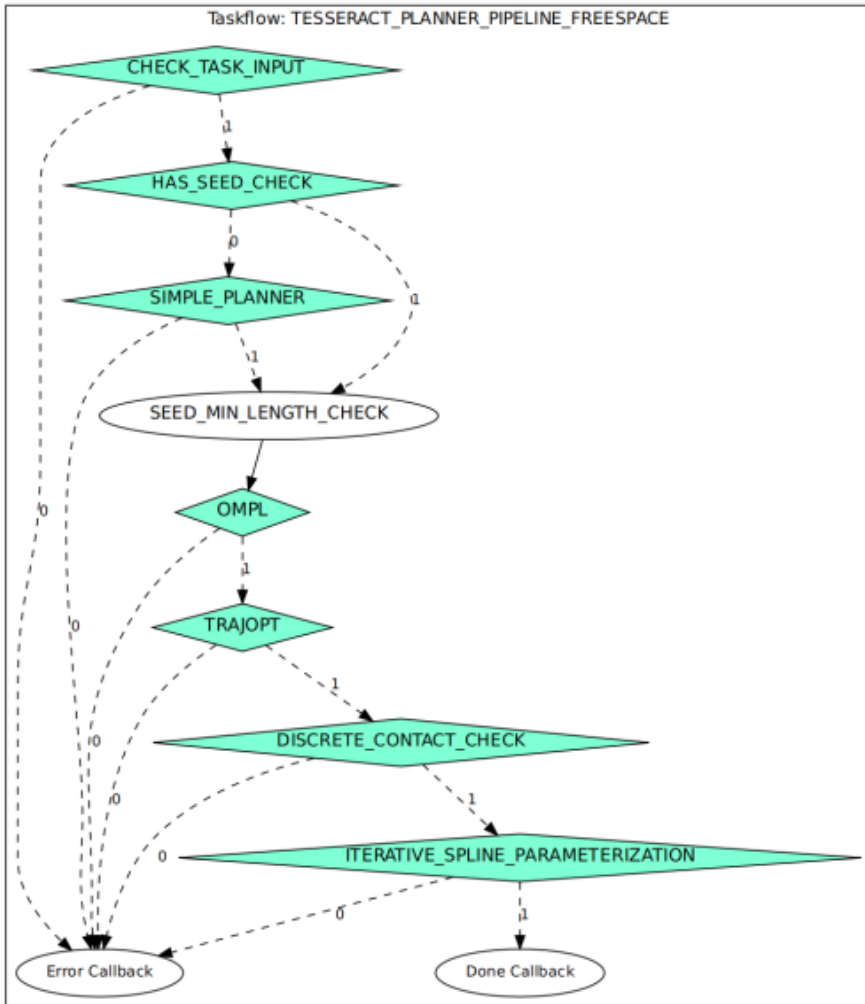 Taskflow: TESSERACT_PLANNER_PIPELINE_FREESPACE
CHECK_TASK_INPUT
1
HAS_SEED_CHECK
0
SIMPLE_PLANNER
1
1
SEED_MIN_LENGTH_CHECK
0
OMPL
1
TRAJOPT
0
1
DISCRETE_CONTACT_CHECK
0
0
1
ITERATIVE_SPLINE_PARAMETERIZATION
0
0
1
Error Callback
Done Callback